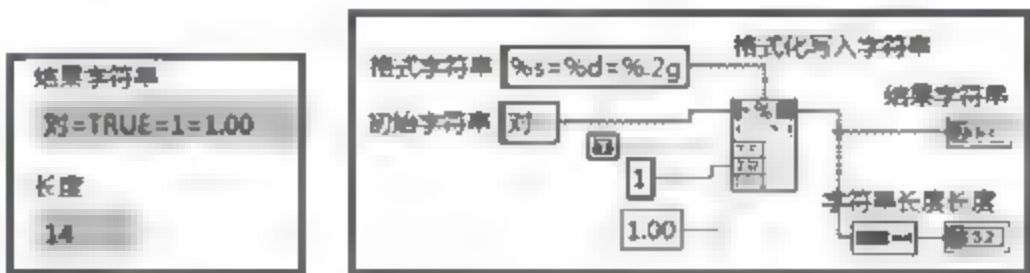 结果字符串
对=TRUE=1=1.00
长度
14
格式化写入字符串
格式字符串 %s=%d=%.2g
结果字符串
初始字符串 对
1
字符串长度长度
1.00